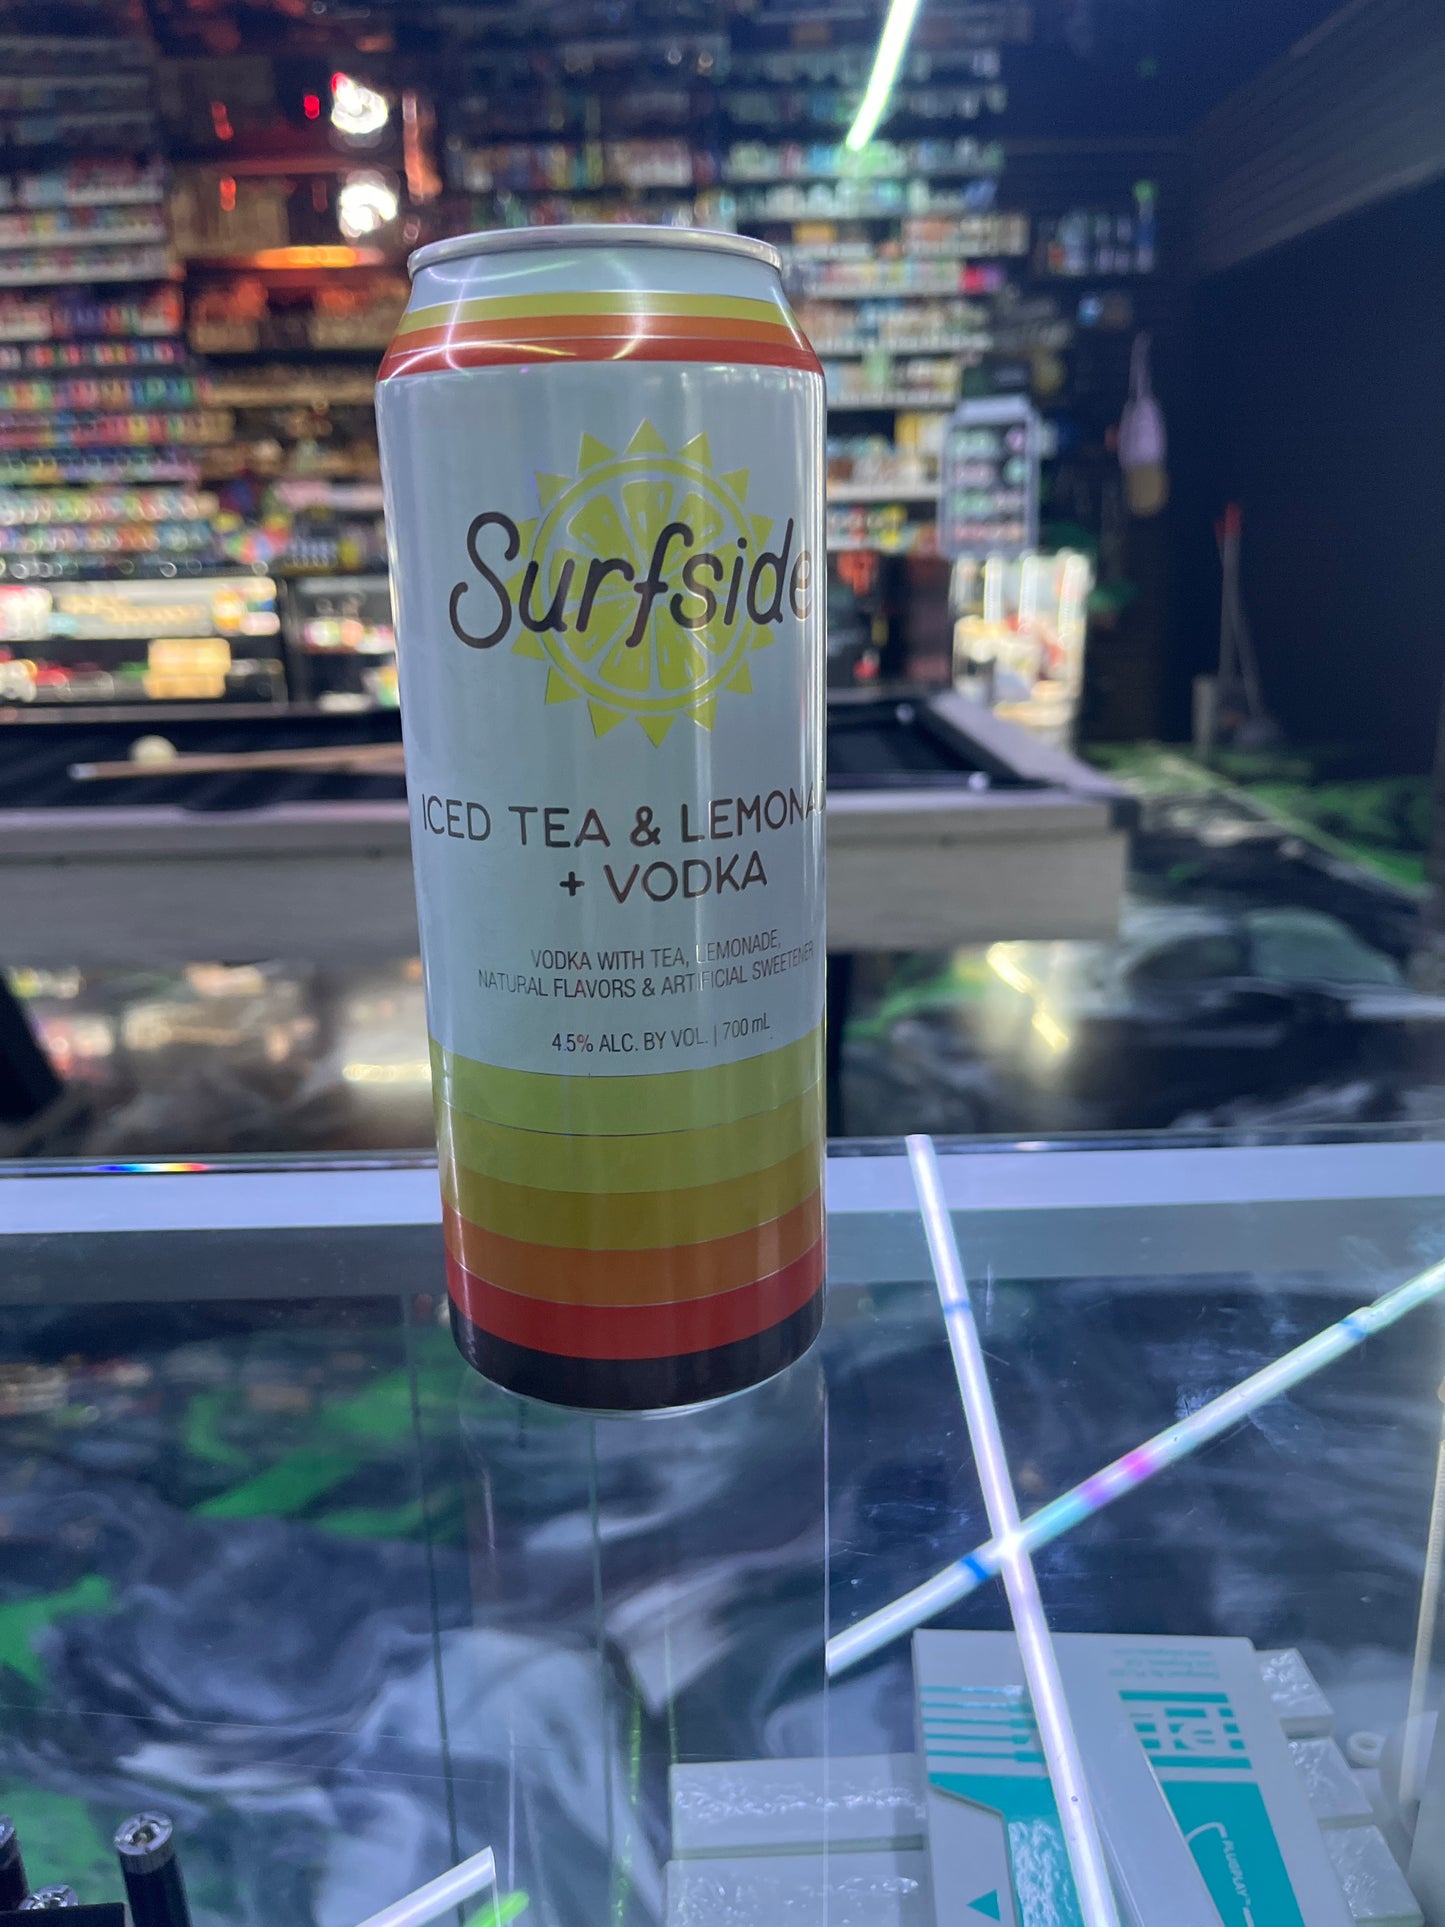 Surfside
ICED TEA & LEMONA
+ VODKA
VODKA WITH TEA, LEMONADE,
NATURAL FLAVORS & ARTIFICIAL SWEETENER
4.5% ALC. BY VOL. | 700 mL
PLUGPLAY